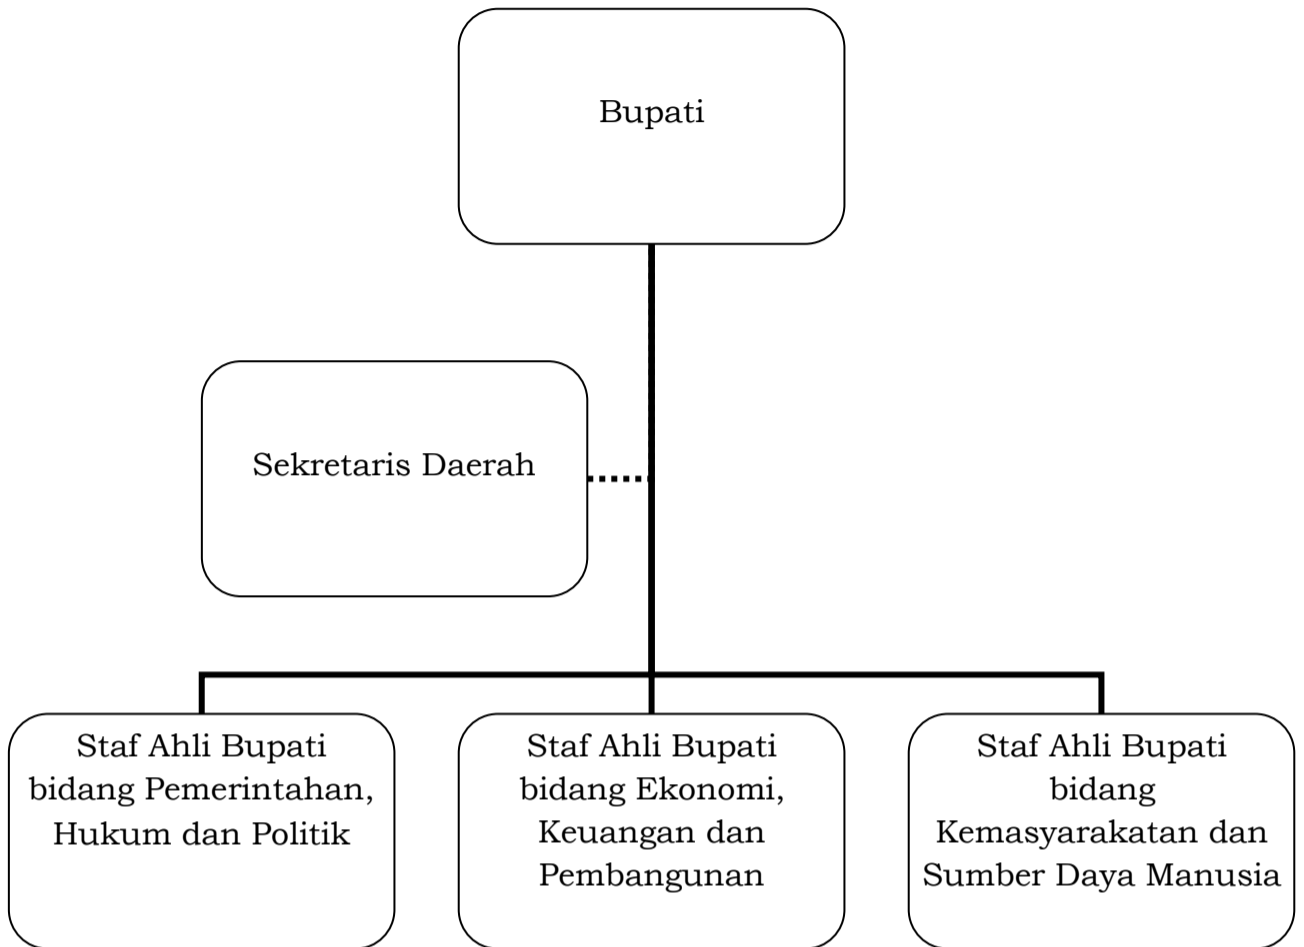 Bupati
Sekretaris Daerah
Staf Ahli Bupati
bidang Pemerintahan,
Hukum dan Politik
Staf Ahli Bupati
bidang Ekonomi,
Keuangan dan
Pembangunan
Staf Ahli Bupati
bidang
Kemasyarakatan dan
Sumber Daya Manusia